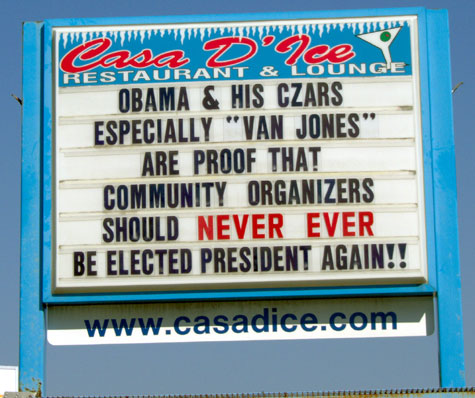 Casa D'Ice
RESTAURANT & LOUNGE
OBAMA & HIS CZARS
ESPECIALLY "VAN JONES"
ARE PROOF THAT
COMMUNITY ORGANIZERS
SHOULD NEVER EVER
BE ELECTED PRESIDENT AGAIN!!
www.casadice.com